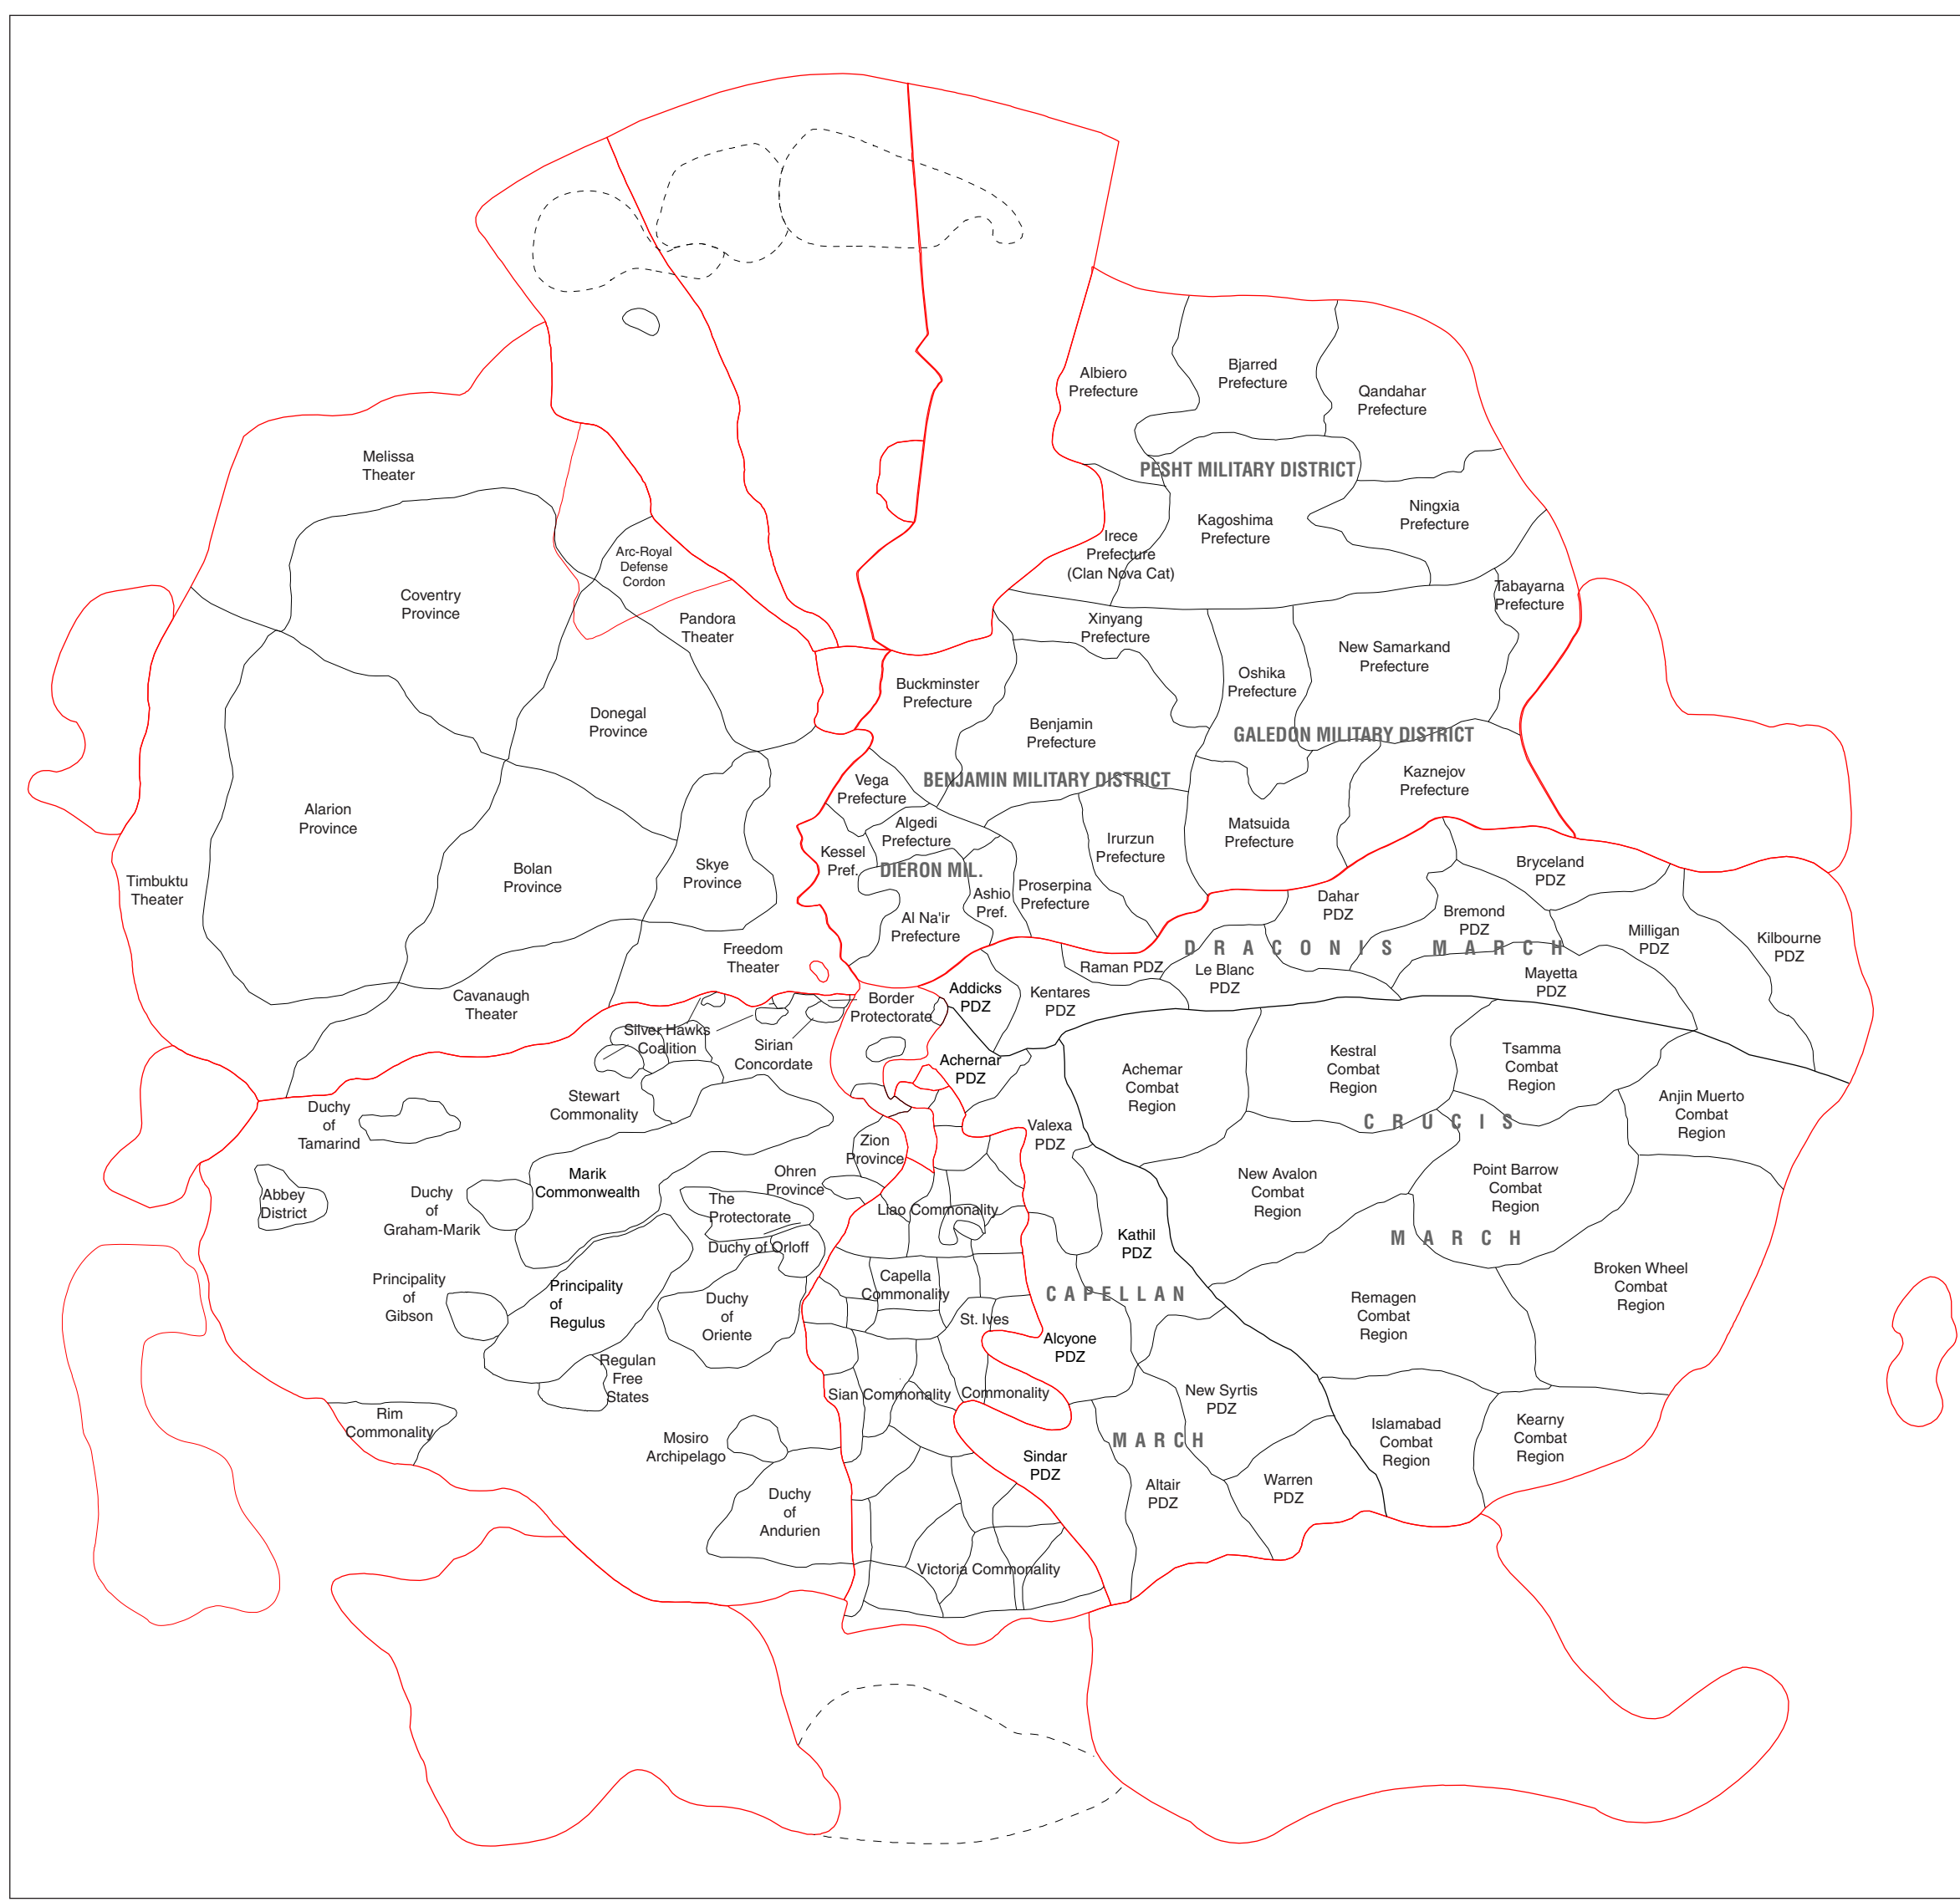 Albiero
Prefecture
Bjarred
Prefecture
Qandahar
Prefecture
Melissa
Theater
PESHT MILITARY DISTRICT
Ningxia
Prefecture
Kagoshima
Prefecture
Irece
Prefecture
(Clan Nova Cat)
Arc-Royal
Defense
Cordon
Coventry
Province
Tabayarna
Prefecture
Pandora
Theater
Xinyang
Prefecture
New Samarkand
Prefecture
Oshika
Prefecture
Buckminster
Prefecture
Donegal
Province
Benjamin
Prefecture
GALEDON MILITARY DISTRICT
BENJAMIN MILITARY DISTRICT
Kaznejov
Prefecture
Vega
Prefecture
Alarion
Province
Algedi
Prefecture
Matsuida
Prefecture
Irurzun
Prefecture
Kessel
Pref.
DIERON MIL.
Skye
Province
Bolan
Province
Timbuktu
Theater
Bryceland
PDZ
Proserpina
Prefecture
Ashio
Pref.
Dahar
PDZ
Bremond
PDZ
Al Na'ir
Prefecture
Milligan
PDZ
Kilbourne
PDZ
DRACONIS MARCH
Freedom
Theater
Raman PDZ
Le Blanc
PDZ
Mayetta
PDZ
Addicks
PDZ
Kentares
PDZ
Cavanaugh
Theater
Border
Protectorate
Silver Hawks
Coalition
Sirian
Concordate
Achernar
PDZ
Achemar
Combat
Region
Kestral
Combat
Region
Tsamma
Combat
Region
Anjin Muerto
Combat
Region
Stewart
Commonality
Duchy
of
Tamarind
CRUCIS
Valexa
PDZ
Zion
Province
Ohren
Province
Marik
Commonwealth
Abbey
District
Duchy
of
Graham-Marik
The
Protectorate
Liao Commonality
New Avalon
Combat
Region
Point Barrow
Combat
Region
Kathil
PDZ
MARCH
Duchy of Orloff
Principality
of
Gibson
Principality
of
Regulus
Capella
Commonality
CAPELLAN
Broken Wheel
Combat
Region
Remagen
Combat
Region
Duchy
of
Oriente
St. Ives
Alcyone
PDZ
Regulan
Free
States
Sian Commonality
Commonality
New Syrtis
PDZ
Rim
Commonality
Islamabad
Combat
Region
Kearny
Combat
Region
Mosiro
Archipelago
MARCH
Sindar
PDZ
Altair
PDZ
Warren
PDZ
Duchy
of
Andurien
Victoria Commonality